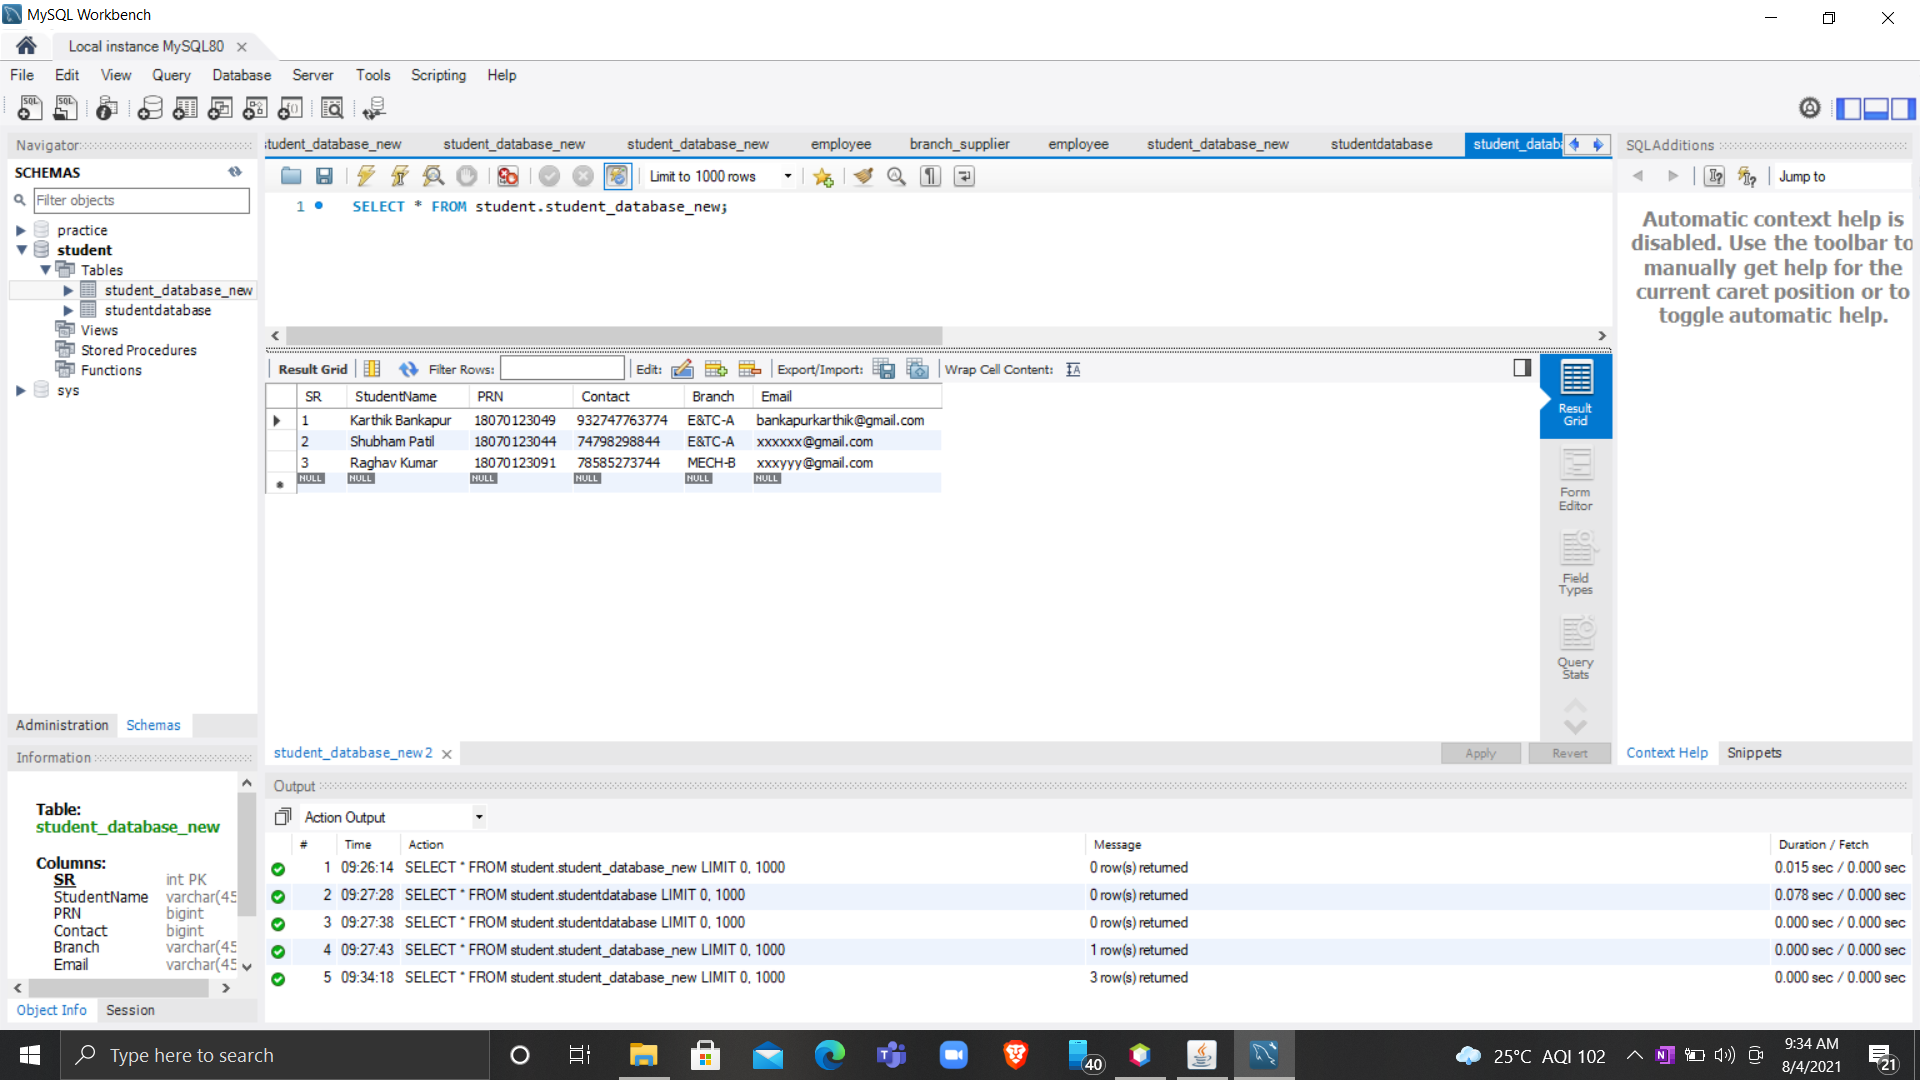 MySQL Workbench
Local instance MySQL80
File Edit View Query Database Server Tools Scripting Help
Navigator
SCHEMAS
Filter objects
practice
student
Tables
student_database_new
studentdatabase
Views
Stored Procedures
Functions
sys
Administration Schemas
Information
Table:
student_database_new
Columns:
SR int PK
StudentName varchar(45
PRN bigint
Contact bigint
Branch varchar(45
Email varchar(45
Object Info Session
tudent_database_new student_database_new student_database_new employee branch_supplier employee student_database_new studentdatabase student_datab
Limit to 1000 rows
1 SELECT * FROM student.student_database_new;
Result Grid Filter Rows: Edit: Export/Import: Wrap Cell Content:
SR StudentName PRN Contact Branch Email
1 Karthik Bankapur 18070123049 932747763774 E&TC-A bankapurkarthik@gmail.com
2 Shubham Patil 18070123044 74798298844 E&TC-A xxxxxx@gmail.com
3 Raghav Kumar 18070123091 78585273744 MECH-B xxxyyy@gmail.com
NULL NULL NULL NULL NULL NULL
Result
Grid
Form
Editor
Field
Types
Query
Stats
student_database_new 2
Apply Revert
SQLAdditions
Jump to
Automatic context help is
disabled. Use the toolbar to
manually get help for the
current caret position or to
toggle automatic help.
Context Help Snippets
Output
Action Output
# Time Action Message Duration / Fetch
1 09:26:14 SELECT * FROM student.student_database_new LIMIT 0, 1000 0 row(s) returned 0.015 sec / 0.000 sec
2 09:27:28 SELECT * FROM student.studentdatabase LIMIT 0, 1000 0 row(s) returned 0.078 sec / 0.000 sec
3 09:27:38 SELECT * FROM student.studentdatabase LIMIT 0, 1000 0 row(s) returned 0.000 sec / 0.000 sec
4 09:27:43 SELECT * FROM student.student_database_new LIMIT 0, 1000 1 row(s) returned 0.000 sec / 0.000 sec
5 09:34:18 SELECT * FROM student.student_database_new LIMIT 0, 1000 3 row(s) returned 0.000 sec / 0.000 sec
Type here to search
40
25°C AQI 102
9:34 AM
8/4/2021
21